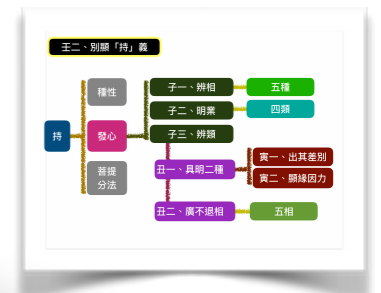 壬二、別顯「持」義
持
種性
發心
菩提
分法
子一、辨相
五種
子二、明業
四類
子三、辨類
丑一、具明二種
寅一、出其差別
寅二、顯緣因力
丑二、廣不退相
五相